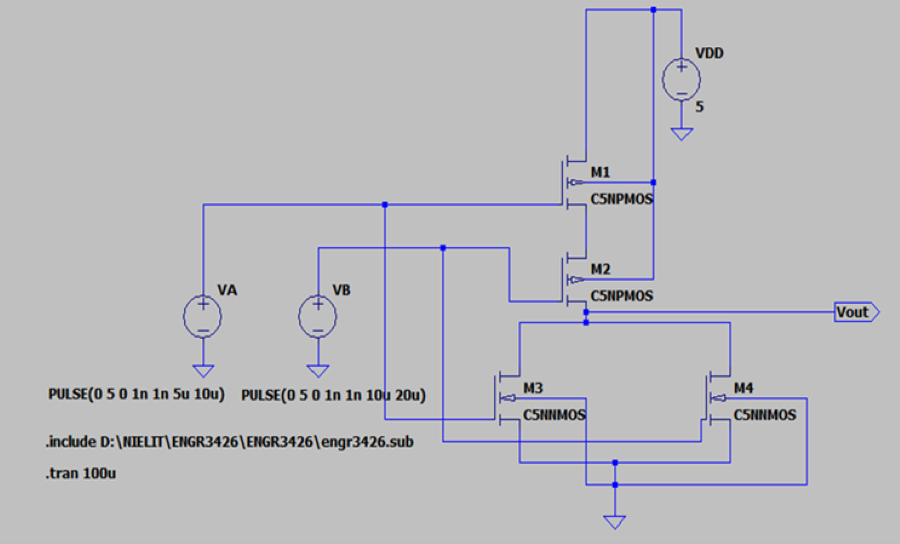 VDD
5
M1
C5NPMOS
M2
C5NPMOS
VA
VB
Vout
M3
C5NNMOS
M4
C5NNMOS
PULSE(0 5 0 1n 1n 5u 10u)
PULSE(0 5 0 1n 1n 10u 20u)
.include D:\NIELIT\ENGR3426\ENGR3426\engr3426.sub
.tran 100u